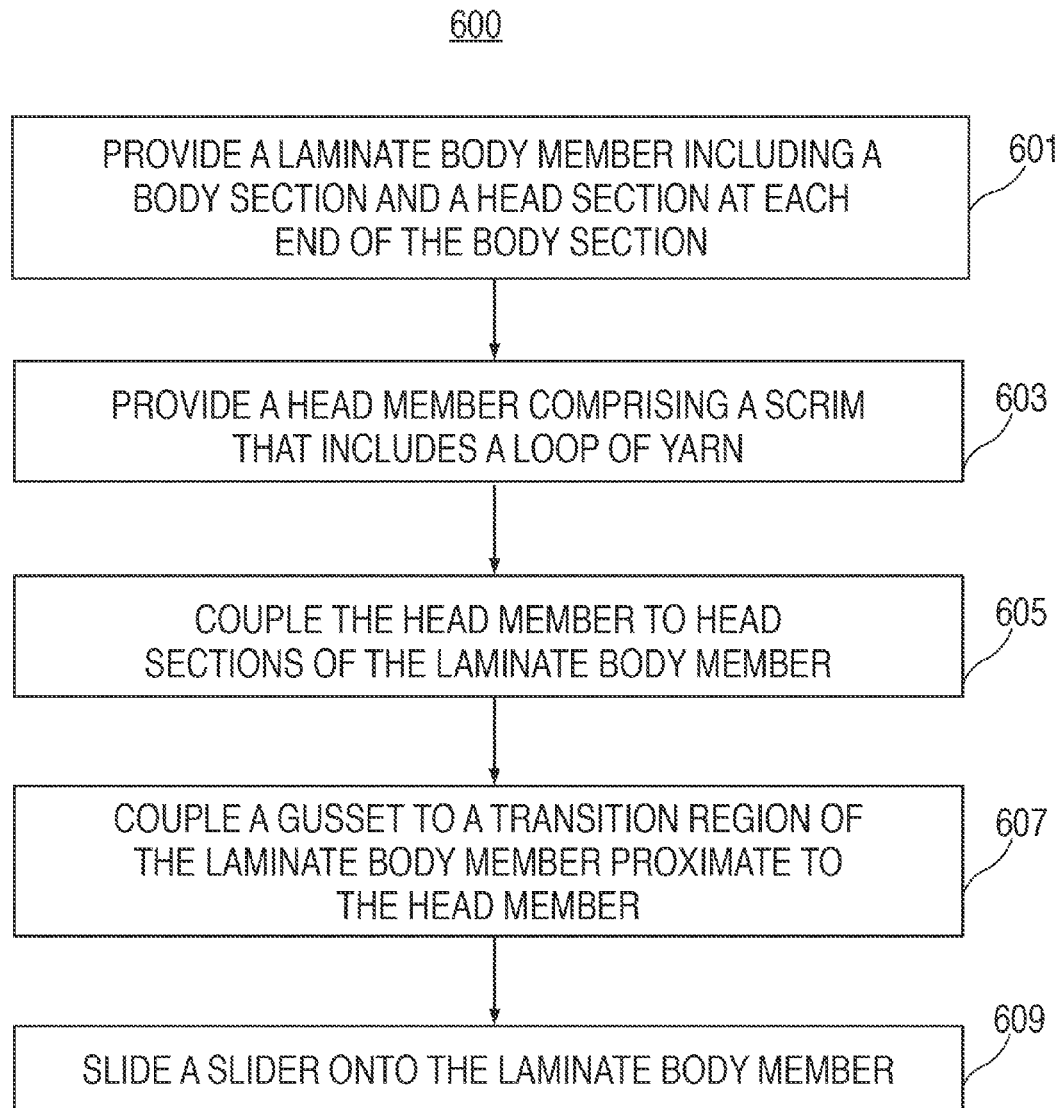 600
PROVIDE A LAMINATE BODY MEMBER INCLUDING A
BODY SECTION AND A HEAD SECTION AT EACH
END OF THE BODY SECTION
601
PROVIDE A HEAD MEMBER COMPRISING A SCRIM
THAT INCLUDES A LOOP OF YARN
603
COUPLE THE HEAD MEMBER TO HEAD
SECTIONS OF THE LAMINATE BODY MEMBER
605
COUPLE A GUSSET TO A TRANSITION REGION OF
THE LAMINATE BODY MEMBER PROXIMATE TO
THE HEAD MEMBER
607
SLIDE A SLIDER ONTO THE LAMINATE BODY MEMBER
609